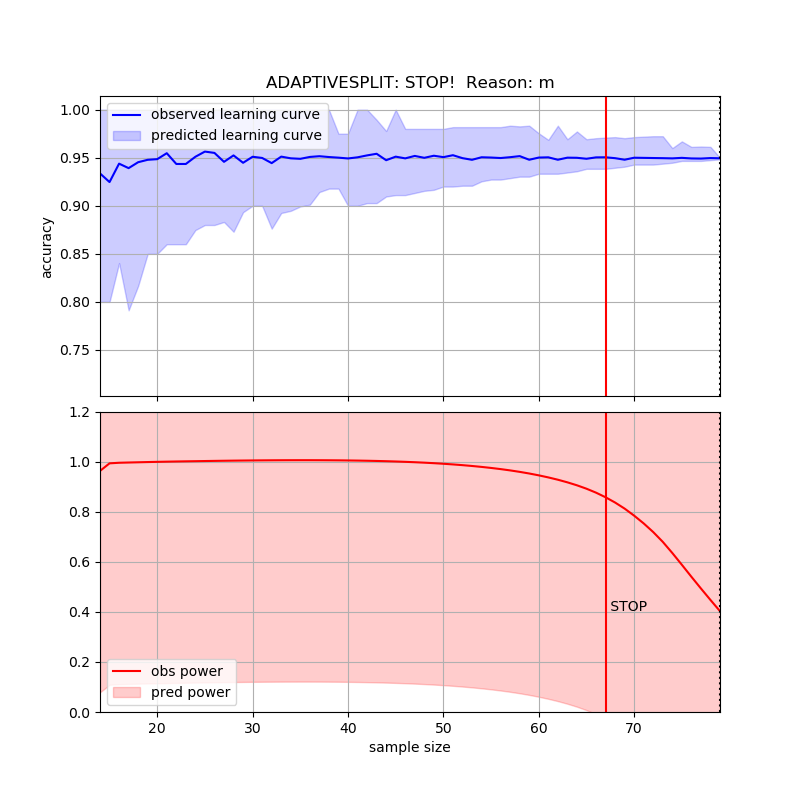 ADAPTIVESPLIT: STOP!  Reason: m
1.00
0.95
0.90
0.85
0.80
0.75
accuracy
observed learning curve
predicted learning curve
1.2
1.0
0.8
0.6
0.4
0.2
0.0
STOP
obs power
pred power
20 30 40 50 60 70
sample size